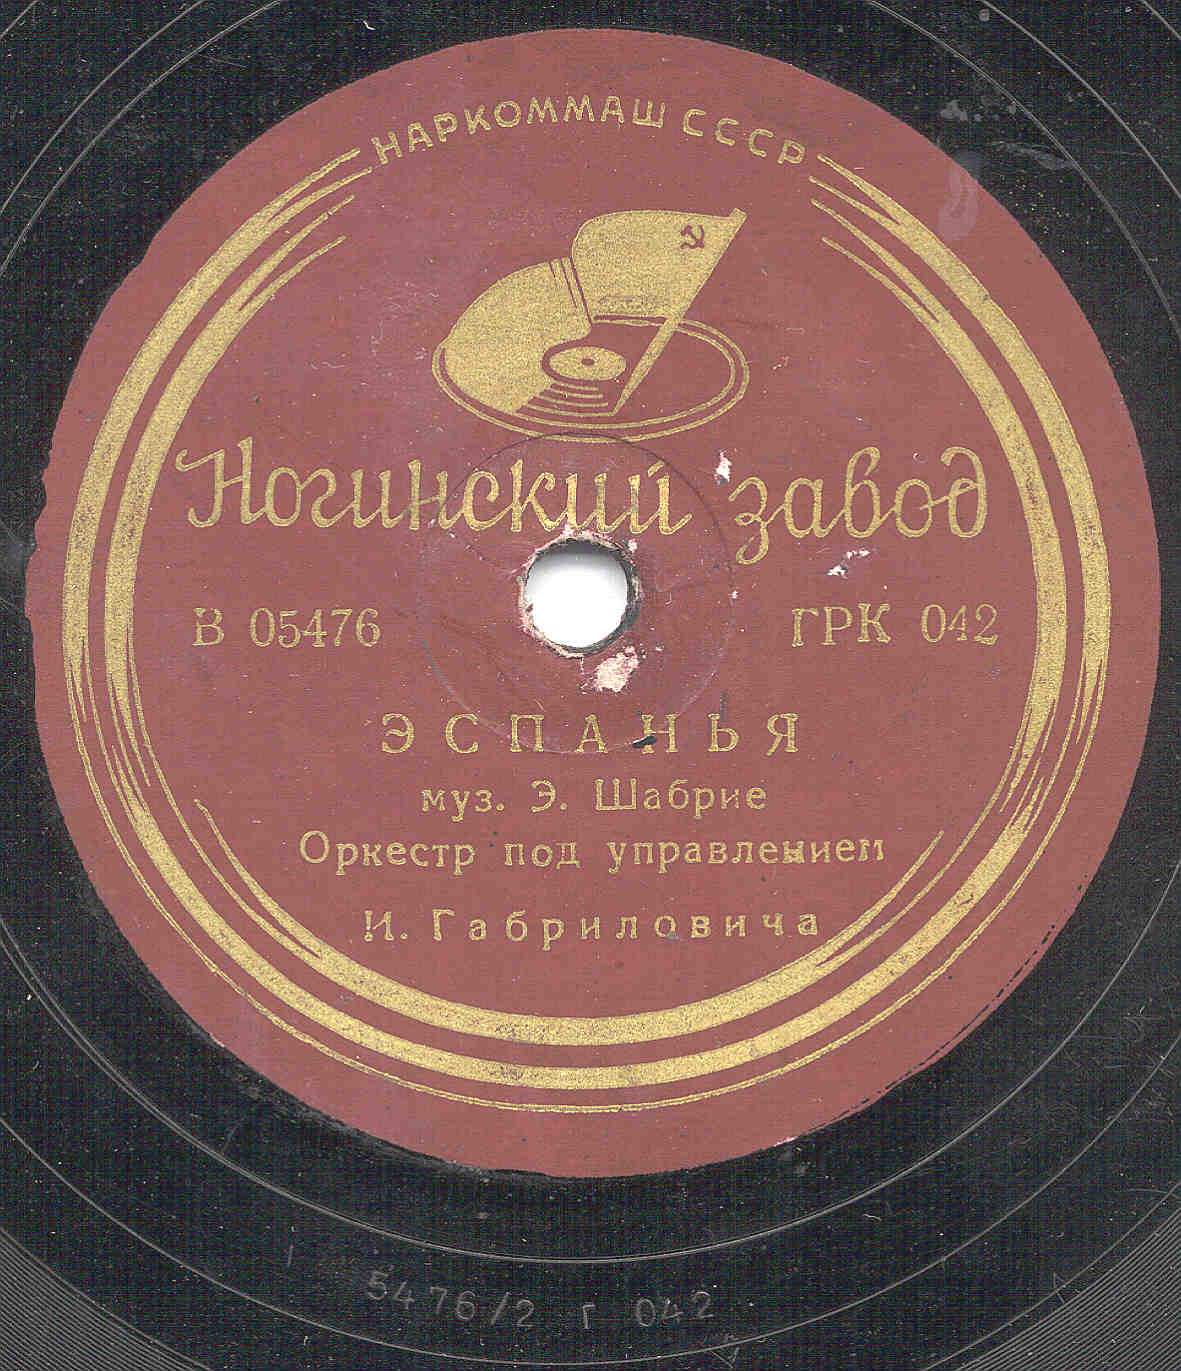 НАРКОММАШ СССР
Ногинский завод
В 05476 ГРК 042
ЭСПАНЬЯ
муз. Э. Шабрие
Оркестр под управлением
И. Габриловича
5476/2 Г 042